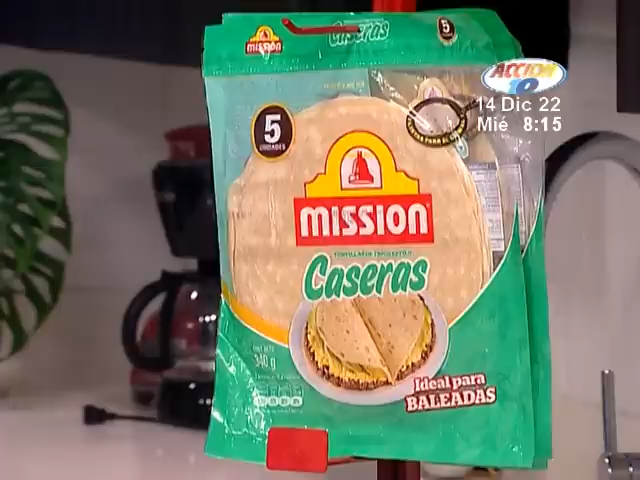 MISSION
Caseras
5
ACCION
10
14 Dic 22
Mié 8:15
5
UNIDADES
MISSION
TORTILLAS DE TRIGO ESTILO
Caseras
340 g
Ideal para
BALEADAS